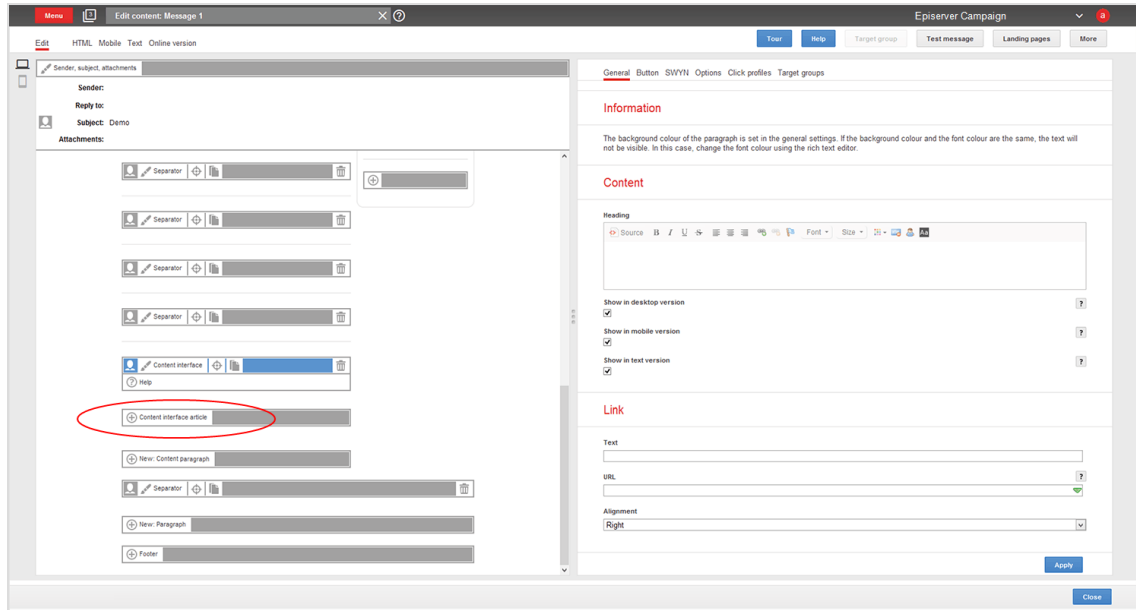 Menu 3 Edit content: Message 1 Episerver Campaign a
Edit HTML Mobile Text Online version Tour Help Target group Test message Landing pages More
Sender, subject, attachments
Sender:
Reply to:
Subject: Demo
Attachments:
Separator
Separator
Separator
Separator
Content interface
Help
Content interface article
New: Content paragraph
Separator
New: Paragraph
Footer
General Button SWYN Options Click profiles Target groups
Information
The background colour of the paragraph is set in the general settings. If the background colour and the font colour are the same, the text will
not be visible. In this case, change the font colour using the rich text editor.
Content
Heading
Source B I U S Font Size Aa
Show in desktop version ?
Show in mobile version ?
Show in text version ?
Link
Text
URL ?
Alignment
Right
Apply
Close